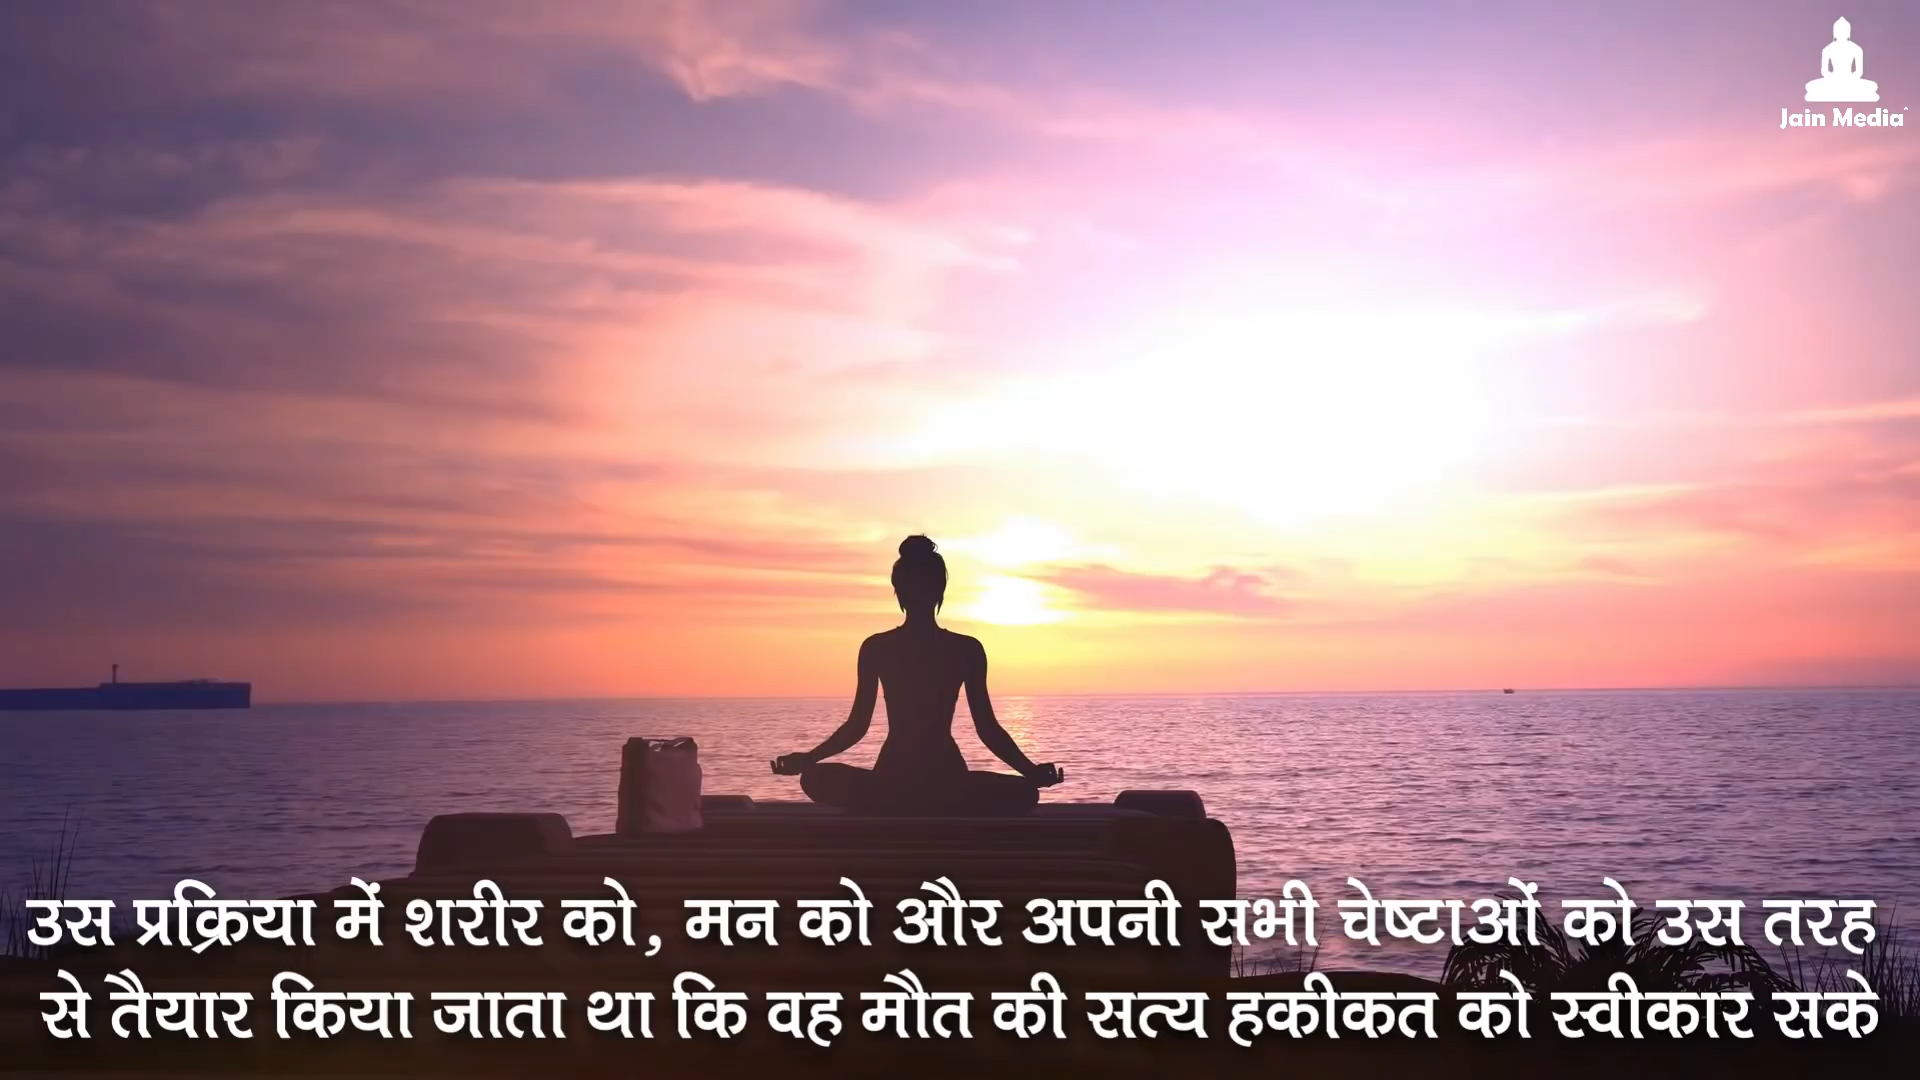 Jain Media
उस प्रक्रिया में शरीर को, मन को और अपनी सभी चेष्टाओं को उस तरह
से तैयार किया जाता था कि वह मौत की सत्य हकीकत को स्वीकार सके